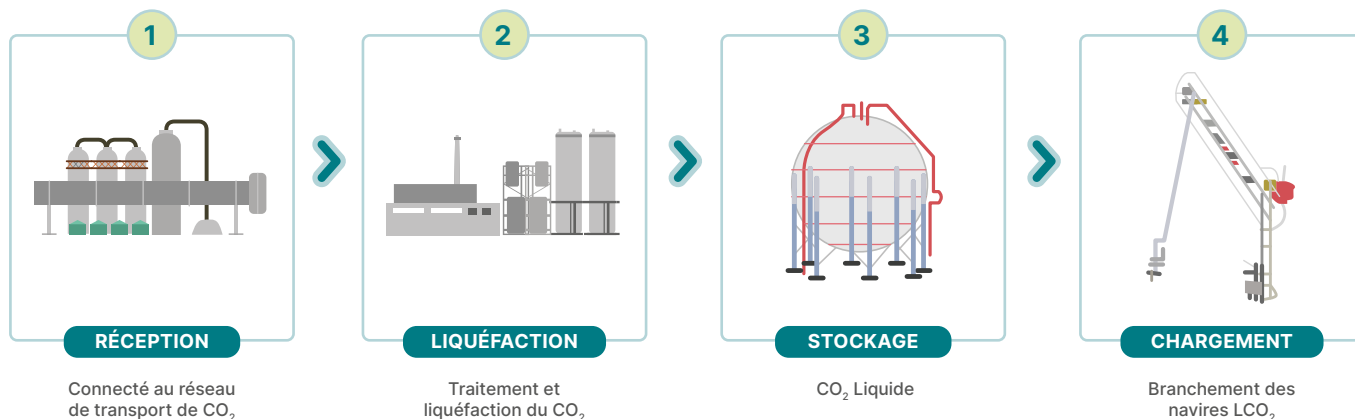 1
RÉCEPTION
Connecté au réseau
de transport de CO₂
2
LIQUÉFACTION
Traitement et
liquéfaction du CO₂
3
STOCKAGE
CO₂ Liquide
4
CHARGEMENT
Branchement des
navires LCO₂